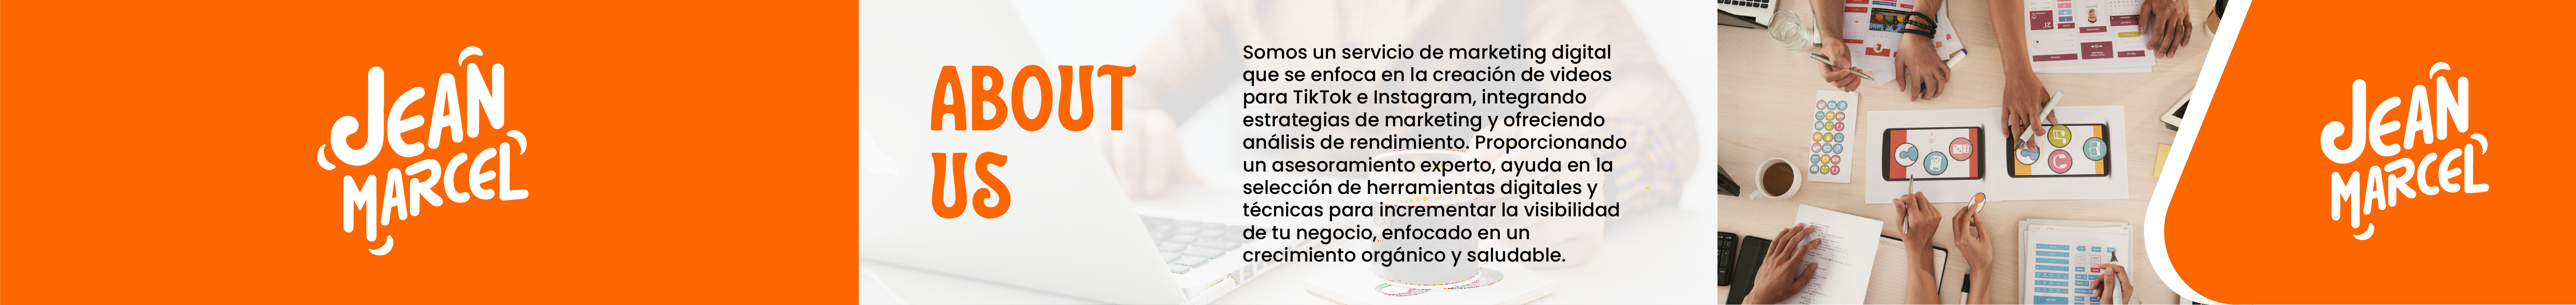 JEAN
MARCEL
ABOUT
US
Somos un servicio de marketing digital
que se enfoca en la creación de videos
para TikTok e Instagram, integrando
estrategias de marketing y ofreciendo
análisis de rendimiento. Proporcionando
un asesoramiento experto, ayuda en la
selección de herramientas digitales y
técnicas para incrementar la visibilidad
de tu negocio, enfocado en un
crecimiento orgánico y saludable.
JEAN
MARCEL